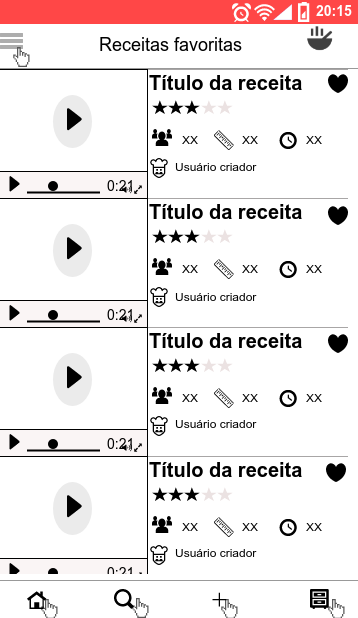 20:15
Receitas favoritas
Título da receita
XX XX XX
Usuário criador
0:21
Título da receita
XX XX XX
Usuário criador
0:21
Título da receita
XX XX XX
Usuário criador
0:21
Título da receita
XX XX XX
Usuário criador
0:21